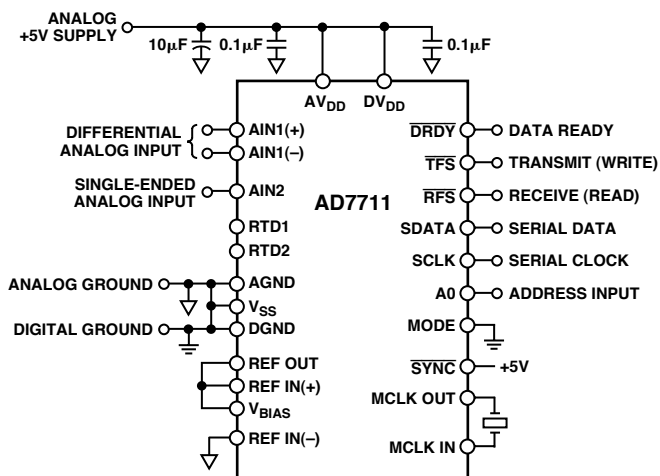 ANALOG
+5V SUPPLY
10µF
0.1µF
0.1µF
AVDD
DVDD
DIFFERENTIAL
ANALOG INPUT
AIN1(+)
AIN1(–)
SINGLE-ENDED
ANALOG INPUT
AIN2
AD7711
RTD1
RTD2
ANALOG GROUND
AGND
VSS
DIGITAL GROUND
DGND
REF OUT
REF IN(+)
VBIAS
REF IN(–)
DRDY
DATA READY
TFS
TRANSMIT (WRITE)
RFS
RECEIVE (READ)
SDATA
SERIAL DATA
SCLK
SERIAL CLOCK
A0
ADDRESS INPUT
MODE
SYNC
+5V
MCLK OUT
MCLK IN